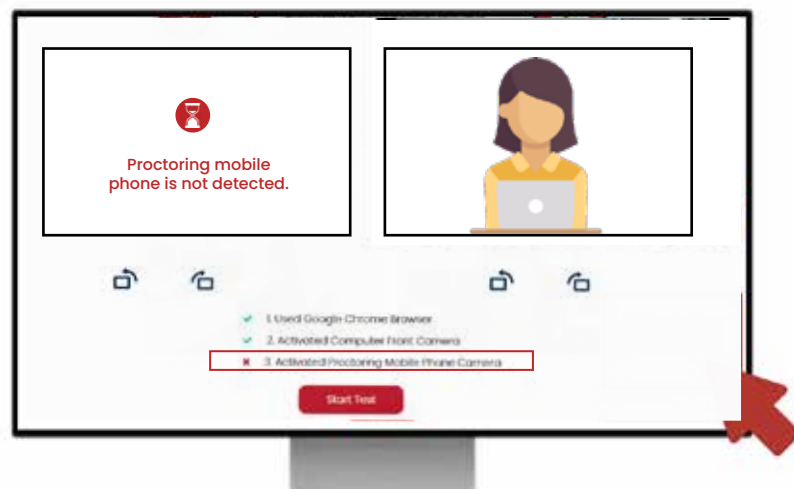 Proctoring mobile
phone is not detected.
1. Used Google Chrome Browser
2. Activated Computer Front Camera
3. Activated Proctoring Mobile Phone Camera
Start Test